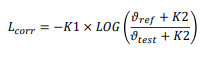 L_corr = −K1 × LOG((ϑ_ref + K2) / (ϑ_test + K2))